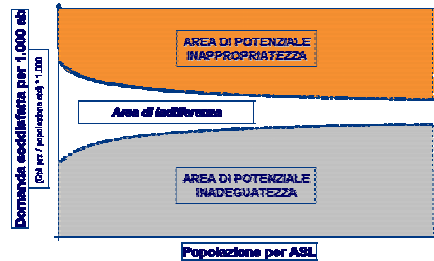 AREA DI POTENZIALE
INAPPROPRIATEZZA
Area di indifferenza
AREA DI POTENZIALE
INADEGUATEZZA
Domanda soddisfatta per 1.000 ab
Popolazione per ASL